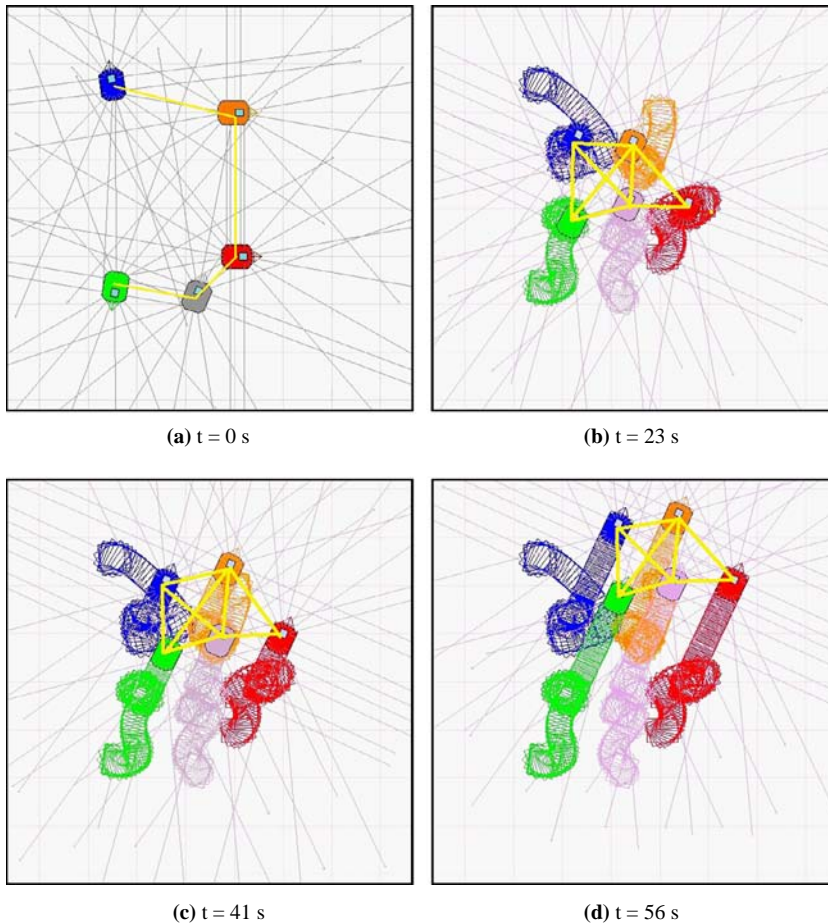 (a) t = 0 s
(b) t = 23 s
(c) t = 41 s
(d) t = 56 s